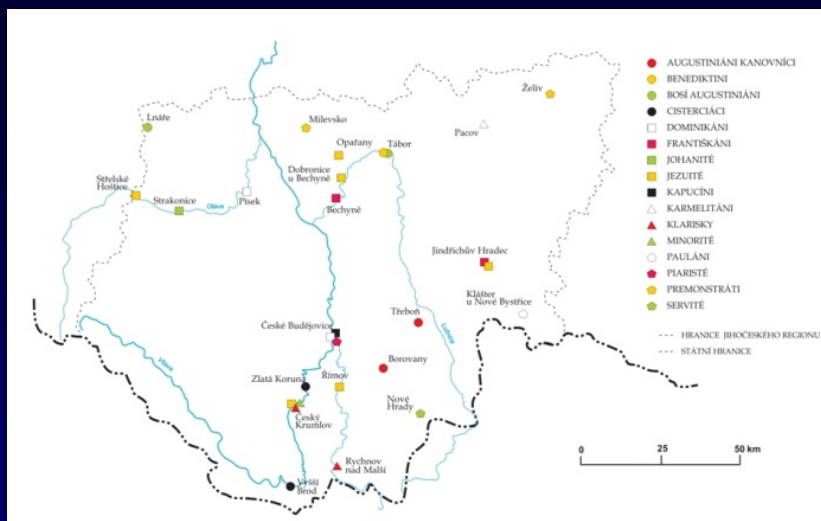 Lnáře
Milevsko
Opařany
Tábor
Pacov
Želiv
Dobronice
u Bechyně
Bechyně
Střelské
Hoštice
Strakonice
Otava
Písek
Jindřichův Hradec
Klášter
u Nové Bystřice
České Budějovice
Třeboň
Lužnice
Borovany
Vltava
Zlatá Koruna
Římov
Český
Krumlov
Nové
Hrady
Rychnov
nad Malší
Vyšší
Brod
AUGUSTINIÁNI KANOVNÍCI
BENEDIKTINI
BOSÍ AUGUSTINIÁNI
CISTERCIÁCI
DOMINIKÁNI
FRANTIŠKÁNI
JOHANITÉ
JEZUITÉ
KAPUCÍNI
KARMELITÁNI
KLARISKY
MINORITÉ
PAULÁNI
PIARISTÉ
PREMONSTRÁTI
SERVITÉ
HRANICE JIHOČESKÉHO REGIONU
STÁTNÍ HRANICE
0 25 50 km